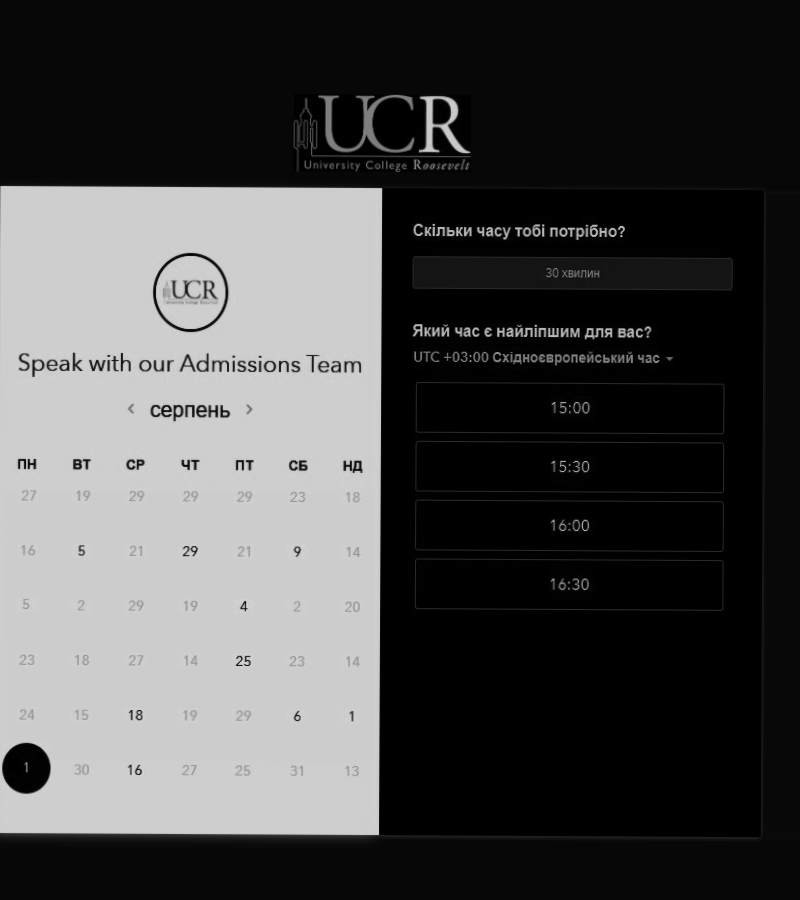 UCR
University College Roosevelt
UCR
Speak with our Admissions Team
серпень
ПН ВТ СР ЧТ ПТ СБ НД
27 19 29 29 29 23 18
16 5 21 29 21 9 14
5 2 29 19 4 2 20
23 18 27 14 25 23 14
24 15 18 19 29 6 1
1 30 16 27 25 31 13
Скільки часу тобі потрібно?
30 хвилин
Який час є найліпшим для вас?
UTC +03:00 Східноєвропейський час
15:00
15:30
16:00
16:30